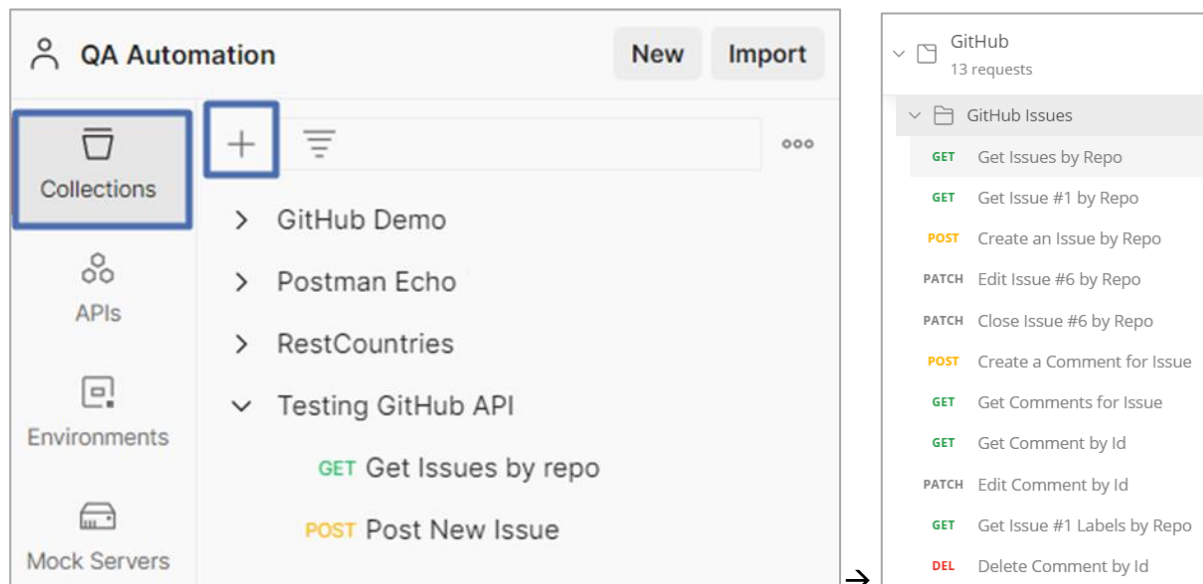 QA Automation
New
Import
Collections
APIs
Environments
Mock Servers
GitHub Demo
Postman Echo
RestCountries
Testing GitHub API
GET Get Issues by repo
POST Post New Issue
→
GitHub
13 requests
GitHub Issues
GET Get Issues by Repo
GET Get Issue #1 by Repo
POST Create an Issue by Repo
PATCH Edit Issue #6 by Repo
PATCH Close Issue #6 by Repo
POST Create a Comment for Issue
GET Get Comments for Issue
GET Get Comment by Id
PATCH Edit Comment by Id
GET Get Issue #1 Labels by Repo
DEL Delete Comment by Id